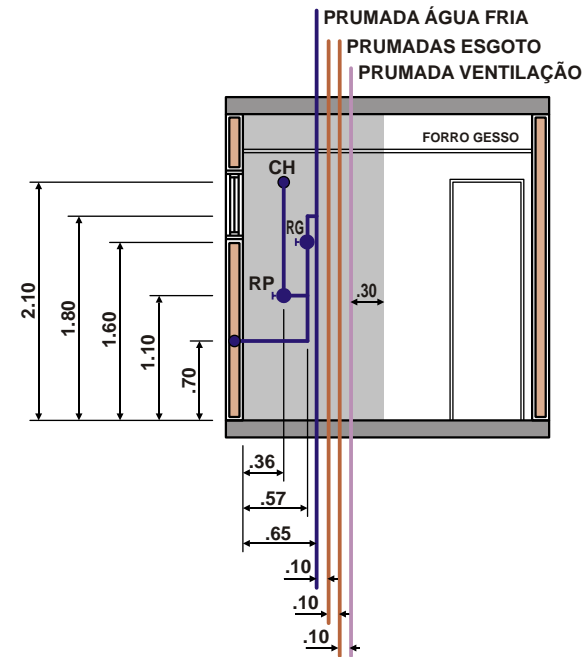 PRUMADA ÁGUA FRIA
PRUMADAS ESGOTO
PRUMADA VENTILAÇÃO
FORRO GESSO
CH
RG
RP
.30
2.10
1.80
1.60
1.10
.70
.36
.57
.65
.10
.10
.10